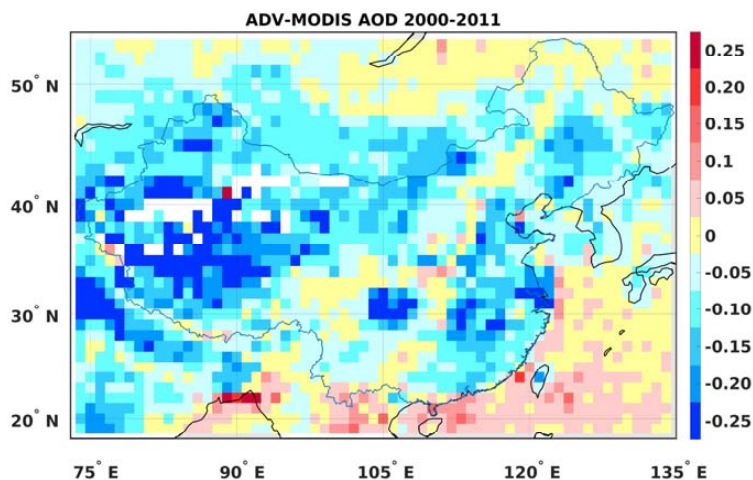 ADV-MODIS AOD 2000-2011
50° N
40° N
30° N
20° N
75° E
90° E
105° E
120° E
135° E
0.25
0.20
0.15
0.1
0.05
0
-0.05
-0.10
-0.15
-0.20
-0.25